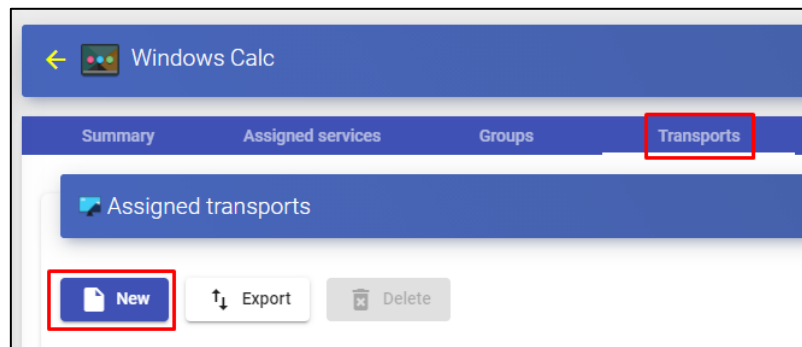 Windows Calc
Summary Assigned services Groups Transports
Assigned transports
New Export Delete